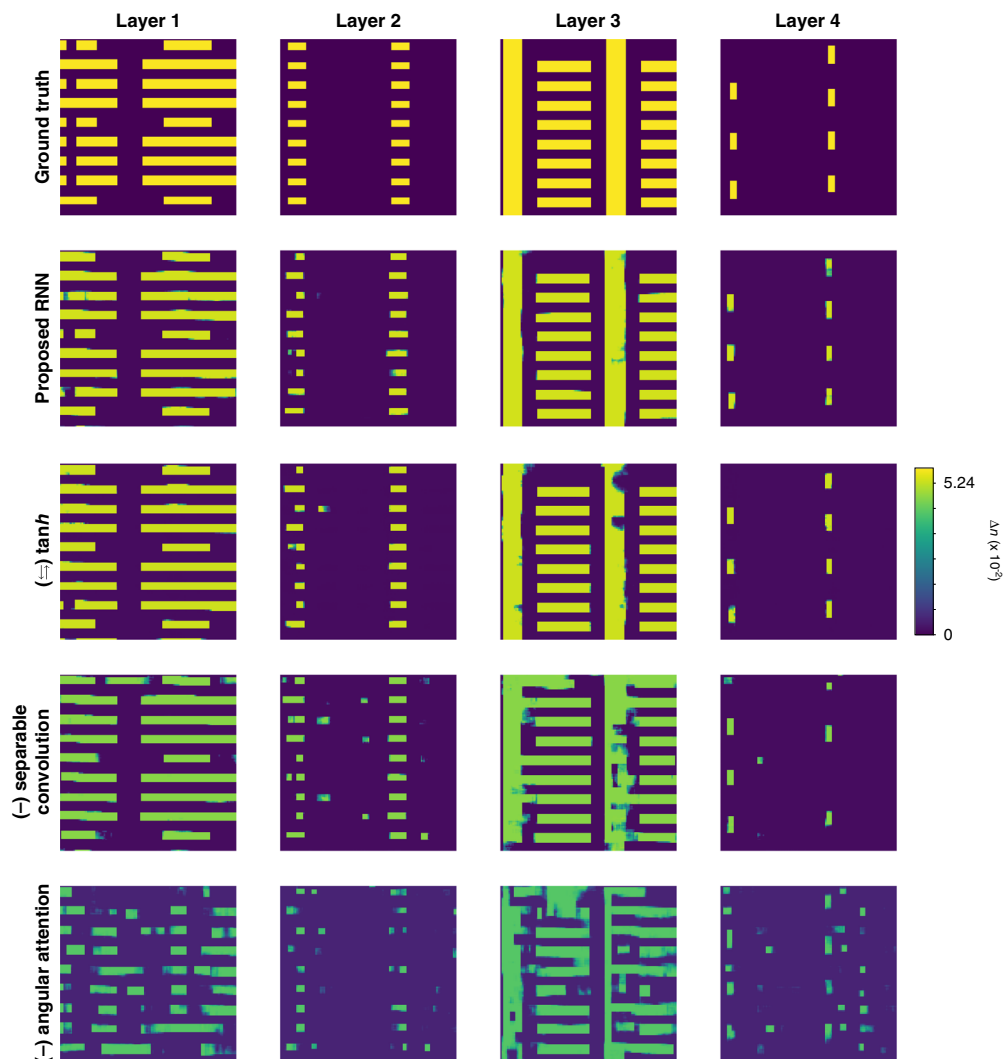 Layer 1 Layer 2 Layer 3 Layer 4
Ground truth
Proposed RNN
(⇆) tanh
5.24
Δn (x 10⁻²)
0
(–) separable
convolution
(–) angular attention